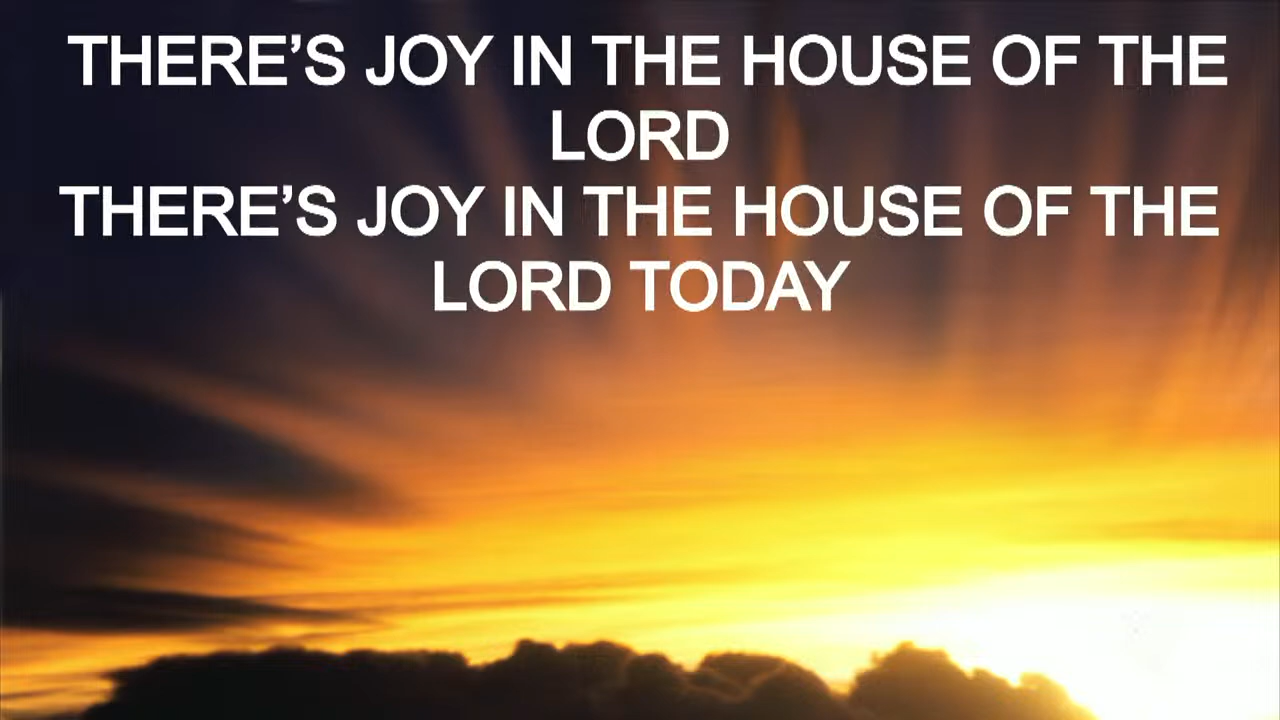 THERE’S JOY IN THE HOUSE OF THE
LORD
THERE’S JOY IN THE HOUSE OF THE
LORD TODAY